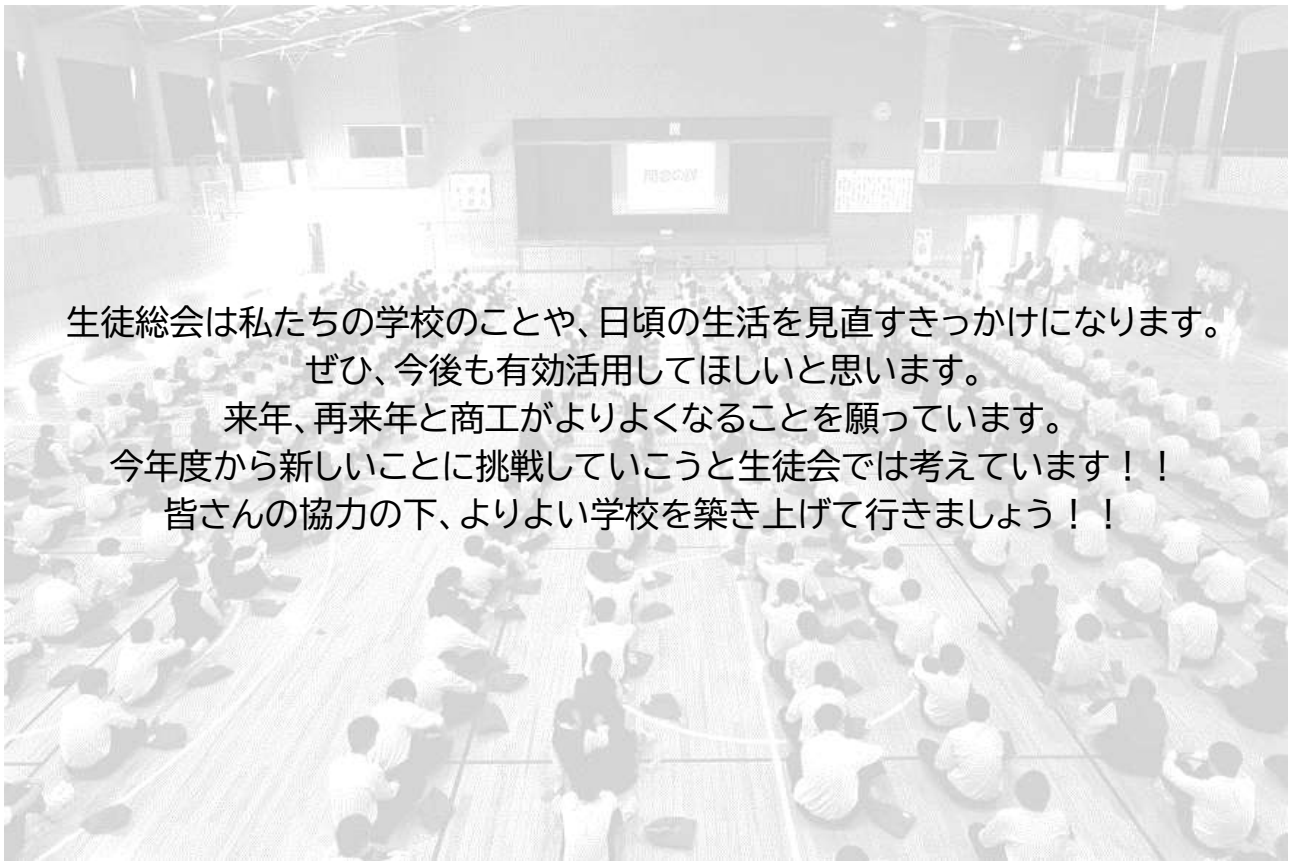 生徒総会は私たちの学校のことや、日頃の生活を見直すきっかけになります。
ぜひ、今後も有効活用してほしいと思います。
来年、再来年と商工がよりよくなることを願っています。
今年度から新しいことに挑戦していこうと生徒会では考えています！！
皆さんの協力の下、よりよい学校を築き上げて行きましょう！！